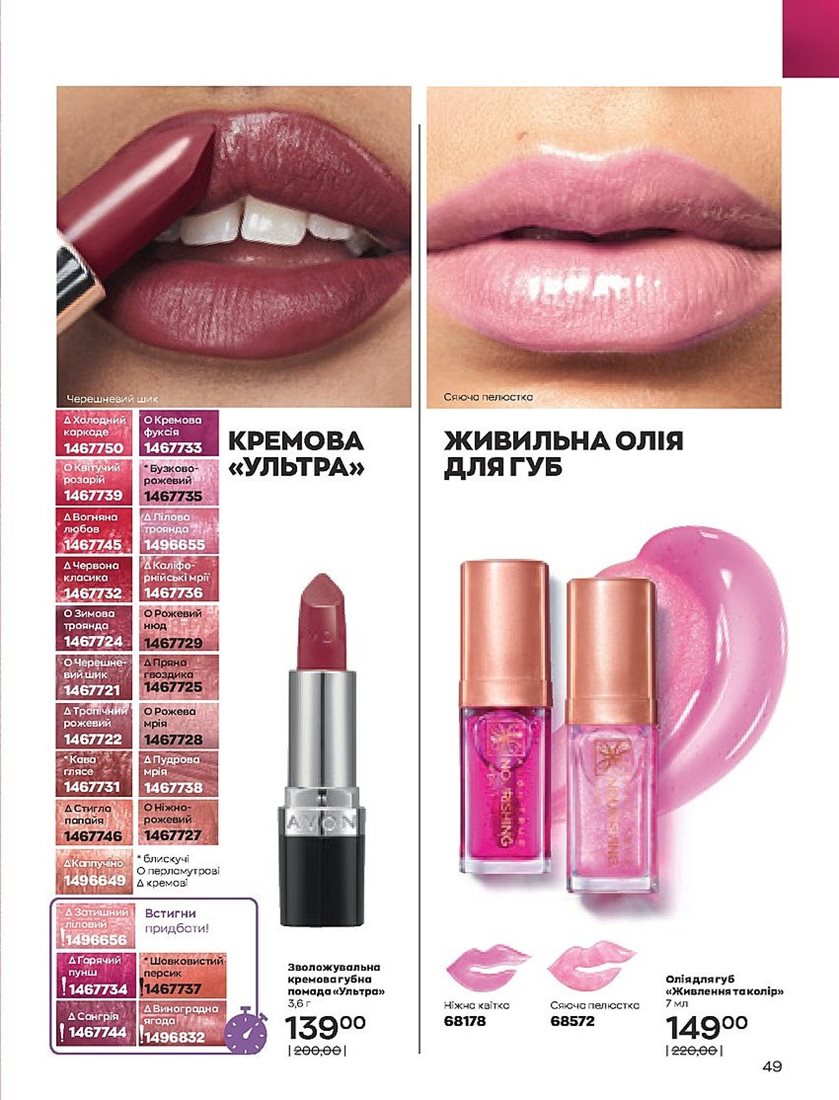 Черешневий шик
Сяюча пелюстка
КРЕМОВА
«УЛЬТРА»
ЖИВИЛЬНА ОЛІЯ
ДЛЯ ГУБ
Δ Холодний
каркаде
1467750
О Кремова
фуксія
1467733
О Квітучий
розарій
1467739
* Бузково-
рожевий
1467735
Δ Вогняна
любов
1467745
Δ Лілова
троянда
1496655
Δ Червона
класика
1467732
Δ Каліфо-
рнійські мрії
1467736
О Зимова
троянда
1467724
О Рожевий
нюд
1467729
О Черешне-
вий шик
1467721
Δ Пряна
гвоздика
1467725
Δ Тропічний
рожевий
1467722
О Рожева
мрія
1467728
* Кава
глясе
1467731
Δ Пудрова
мрія
1467738
Δ Стигла
папайя
1467746
О Ніжно-
рожевий
1467727
Δ Каппучіно
1496649
* блискучі
О перламутрові
Δ кремові
Δ Затишний
ліловий
! 1496656
Встигни
придбати!
Δ Гарячий
пунш
! 1467734
* Шовковистий
персик
! 1467737
Δ Сангрія
! 1467744
Δ Виноградна
ягода
! 1496832
AVON
NOURISHING
NOURISHING
Зволожувальна
кремова губна
помада «Ультра»
3,6 г
13900
| 200,00 |
Ніжна квітка
68178
Сяюча пелюстка
68572
Олія для губ
«Живлення та колір»
7 мл
14900
| 220,00 |
49